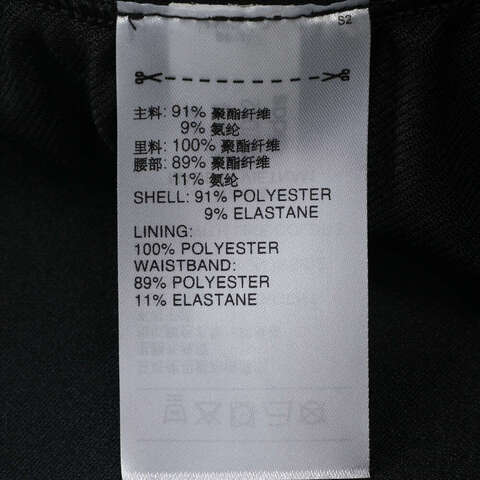 S2
主料: 91% 聚酯纤维
9% 氨纶
里料: 100% 聚酯纤维
腰部: 89% 聚酯纤维
11% 氨纶
SHELL: 91% POLYESTER
9% ELASTANE
LINING:
100% POLYESTER
WAISTBAND:
89% POLYESTER
11% ELASTANE